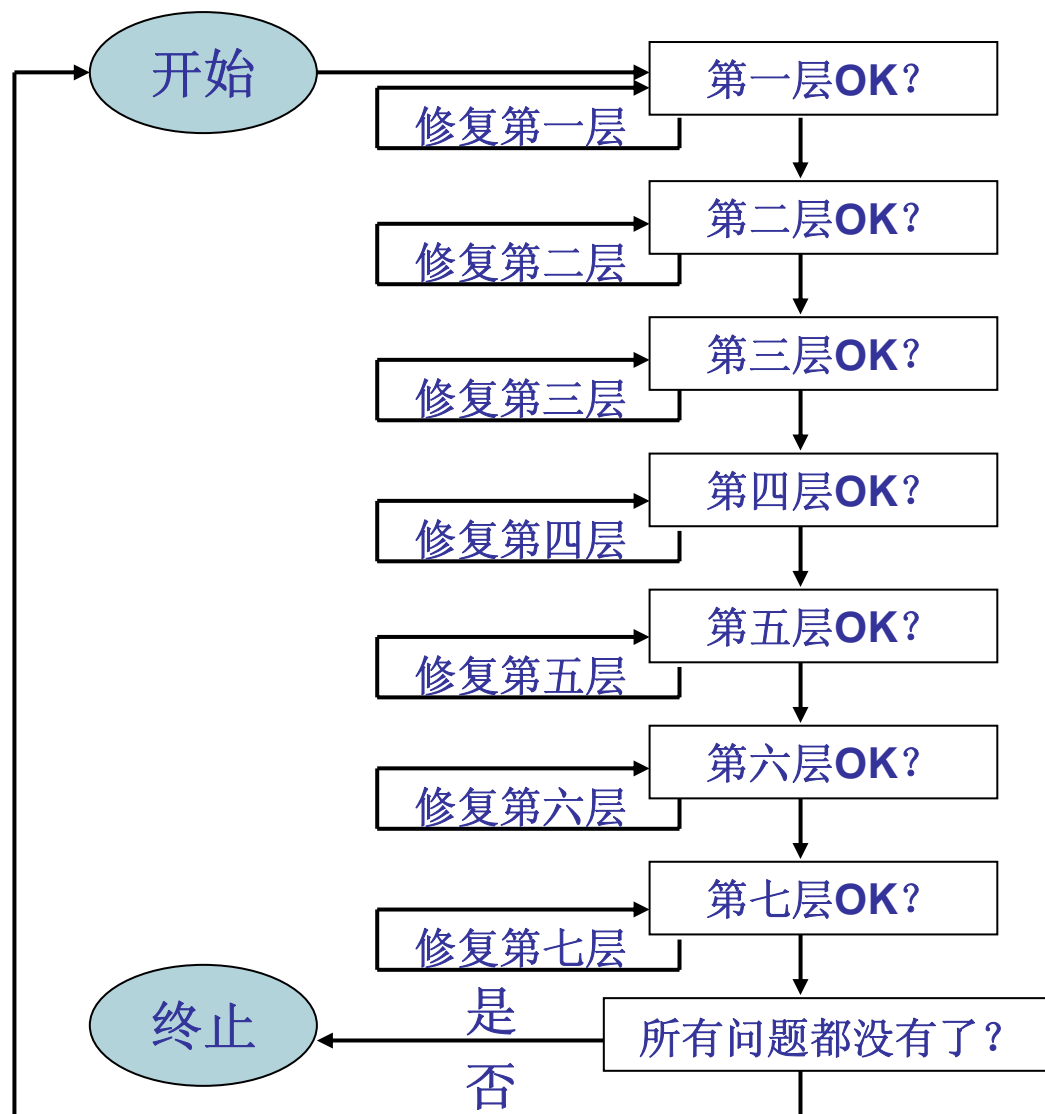 开始
第一层OK?
修复第一层
第二层OK?
修复第二层
第三层OK?
修复第三层
第四层OK?
修复第四层
第五层OK?
修复第五层
第六层OK?
修复第六层
第七层OK?
修复第七层
终止
是
所有问题都没有了?
否